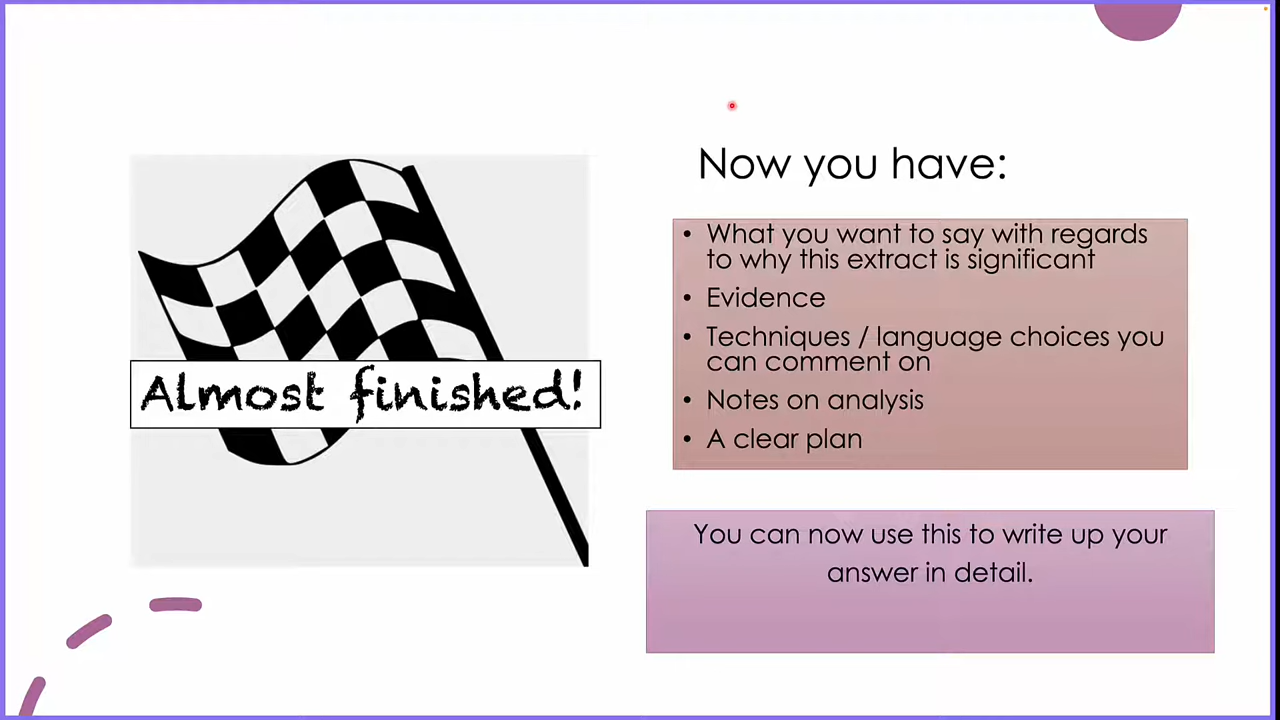 Now you have:
• What you want to say with regards
to why this extract is significant
• Evidence
• Techniques / language choices you
can comment on
• Notes on analysis
• A clear plan
Almost finished!
You can now use this to write up your
answer in detail.